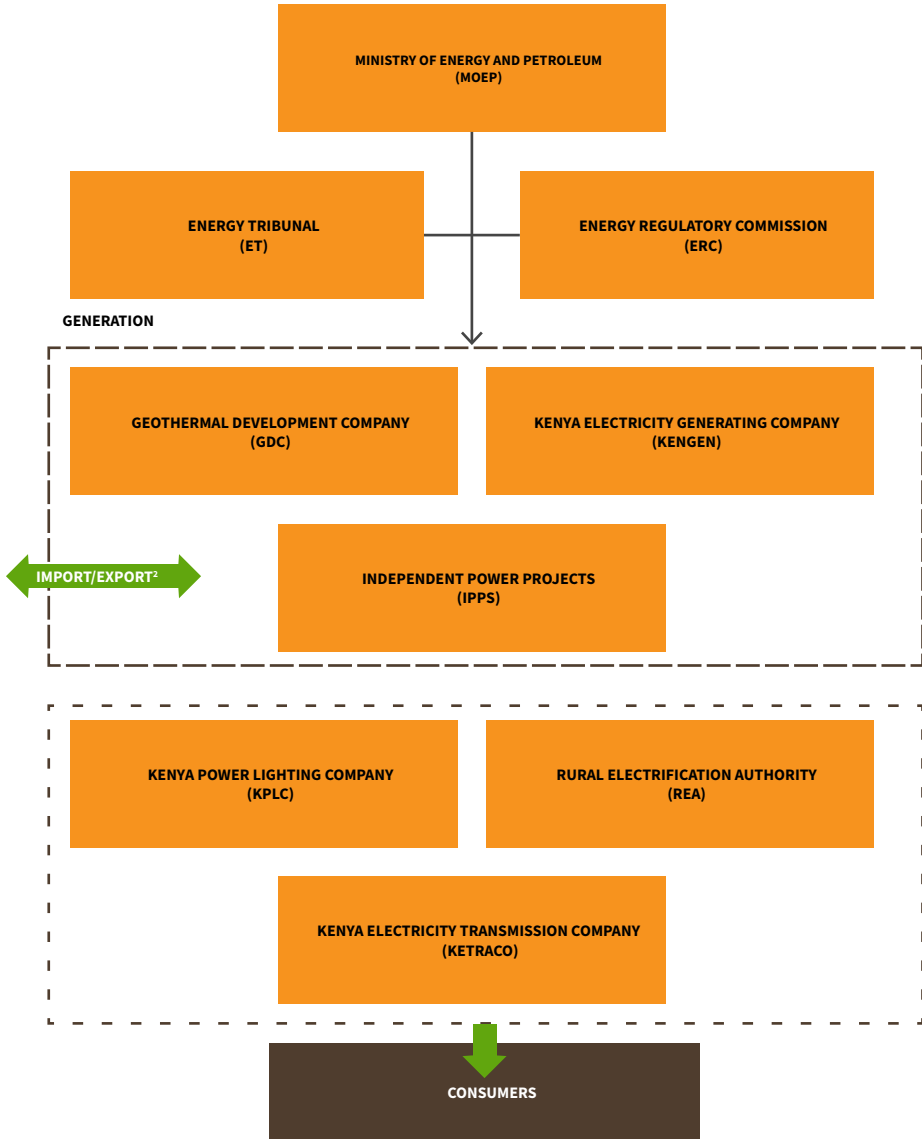 MINISTRY OF ENERGY AND PETROLEUM
(MOEP)
ENERGY TRIBUNAL
(ET)
ENERGY REGULATORY COMMISSION
(ERC)
GENERATION
GEOTHERMAL DEVELOPMENT COMPANY
(GDC)
KENYA ELECTRICITY GENERATING COMPANY
(KENGEN)
IMPORT/EXPORT²
INDEPENDENT POWER PROJECTS
(IPPS)
KENYA POWER LIGHTING COMPANY
(KPLC)
RURAL ELECTRIFICATION AUTHORITY
(REA)
KENYA ELECTRICITY TRANSMISSION COMPANY
(KETRACO)
CONSUMERS